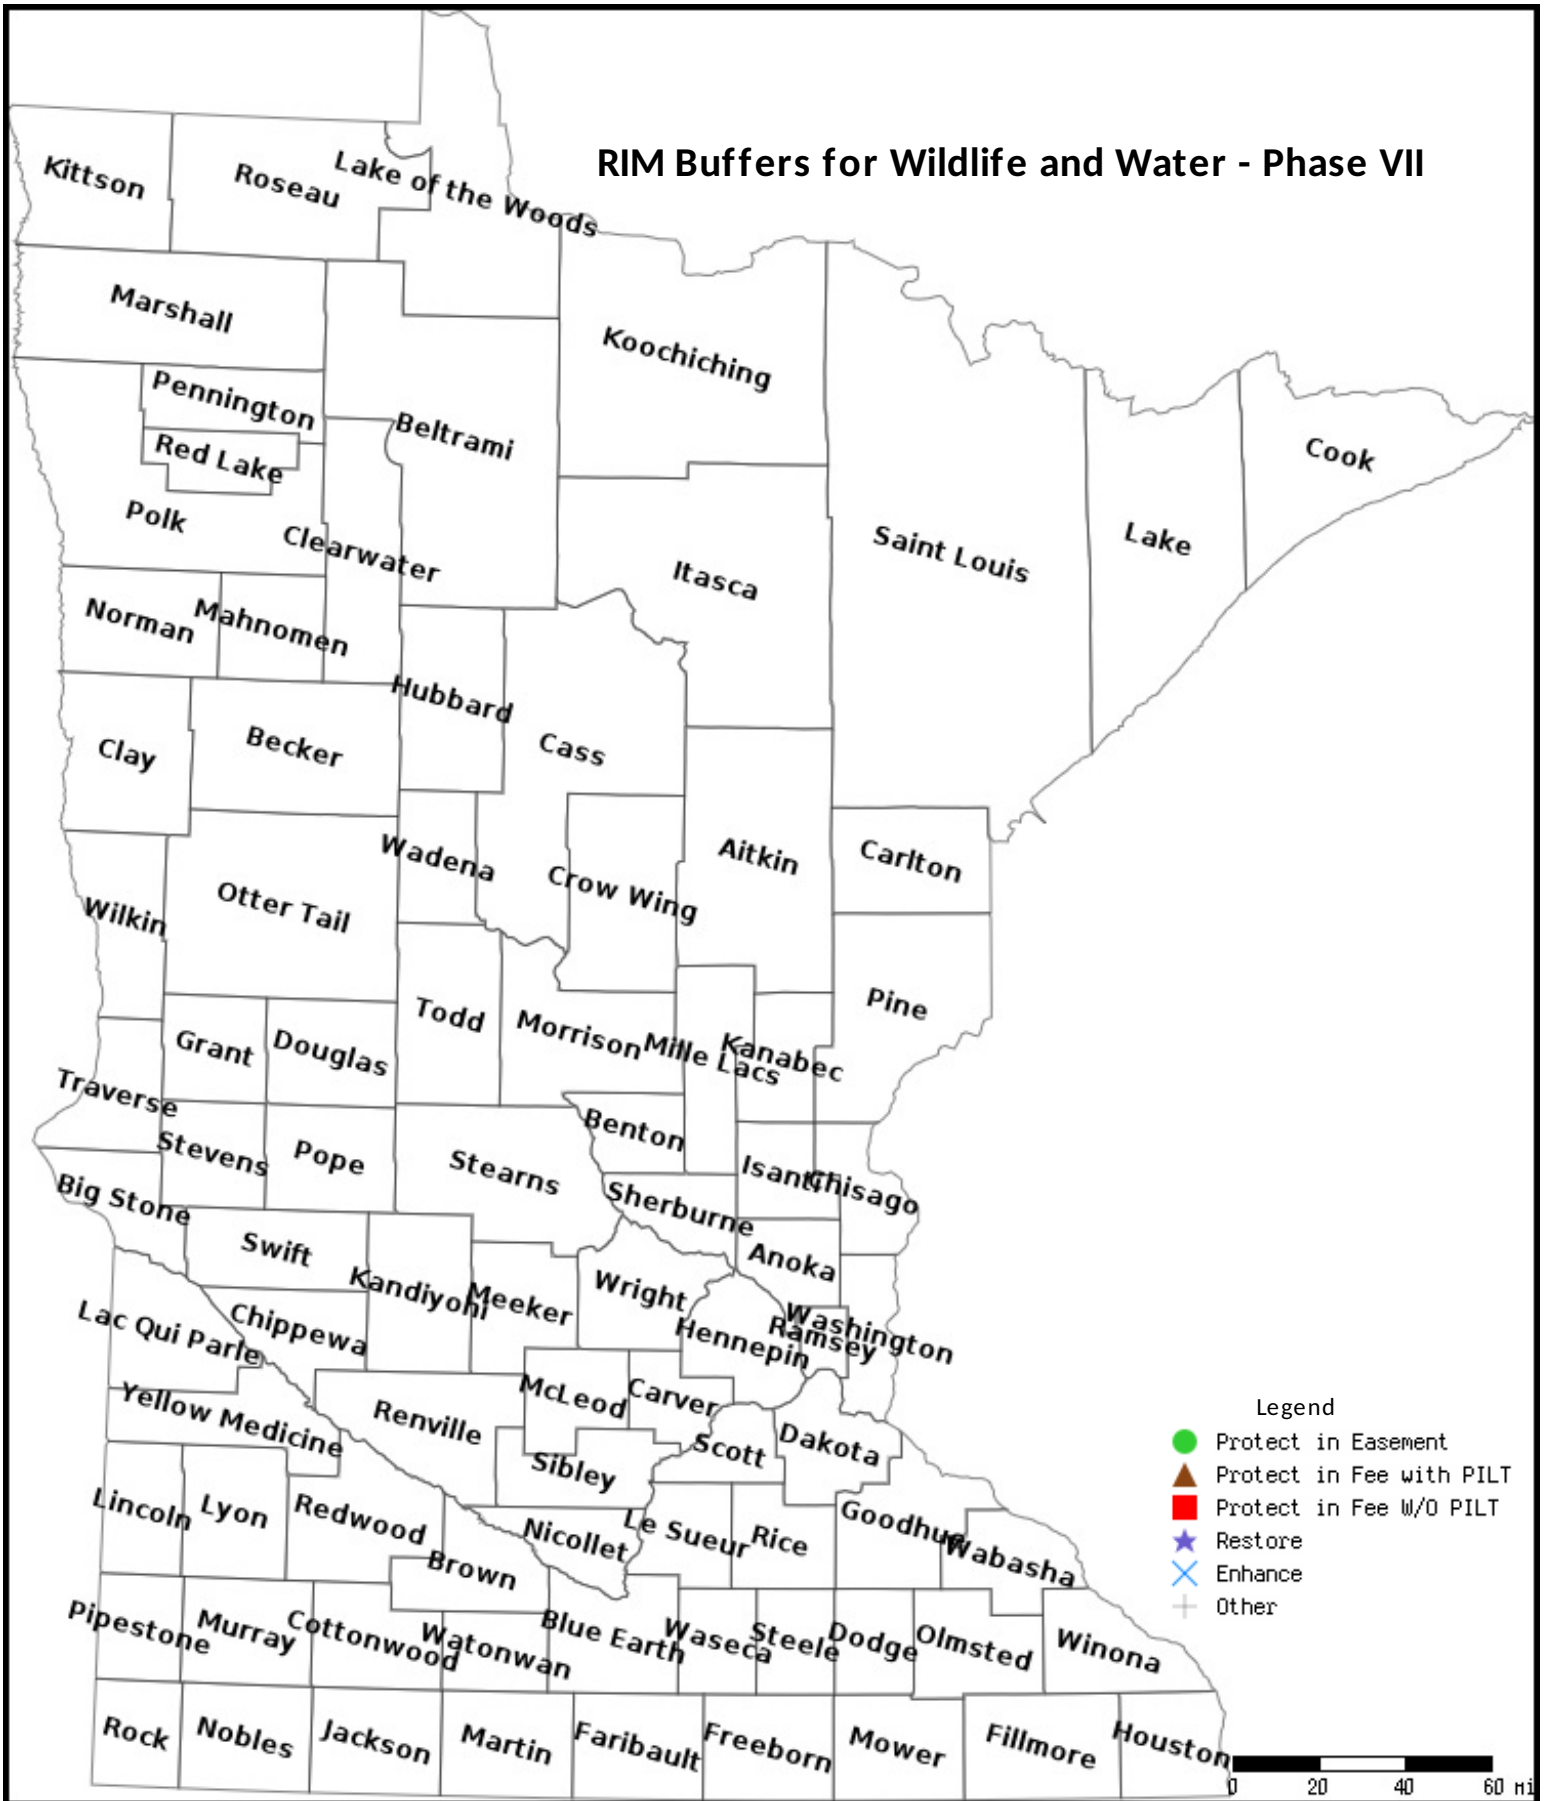 RIM Buffers for Wildlife and Water - Phase VII
Kittson
Roseau
Lake of the Woods
Marshall
Koochiching
Pennington
Beltrami
Red Lake
Cook
Polk
Clearwater
Saint Louis
Lake
Itasca
Norman
Mahnomen
Hubbard
Clay
Becker
Cass
Wadena
Aitkin
Carlton
Otter Tail
Crow Wing
Wilkin
Pine
Todd
Morrison
Mille Lacs
Kanabec
Grant
Douglas
Traverse
Benton
Stevens
Pope
Stearns
Isanti
Chisago
Big Stone
Sherburne
Swift
Anoka
Kandiyohi
Meeker
Wright
Lac Qui Parle
Chippewa
Hennepin
Ramsey
Washington
McLeod
Carver
Yellow Medicine
Renville
Scott
Dakota
Sibley
Lincoln
Lyon
Redwood
Nicollet
Le Sueur
Rice
Goodhue
Wabasha
Brown
Pipestone
Murray
Cottonwood
Watonwan
Blue Earth
Waseca
Steele
Dodge
Olmsted
Winona
Rock
Nobles
Jackson
Martin
Faribault
Freeborn
Mower
Fillmore
Houston
Legend
Protect in Easement
Protect in Fee with PILT
Protect in Fee W/O PILT
Restore
Enhance
Other
0 20 40 60 mi